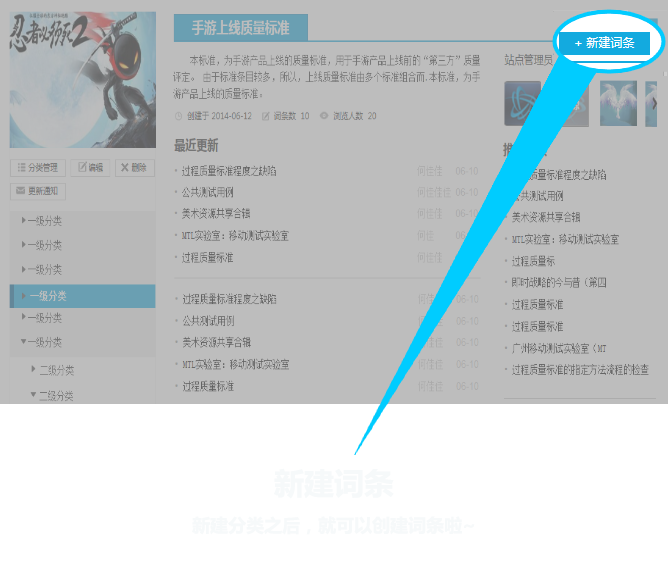 忍者必须死2
手游上线质量标准
+ 新建词条
本标准，为手游产品上线的质量标准，用于手游产品上线前的“第三方”质量
评定。 由于标准条目较多，所以，上线质量标准由多个标准组合而.本标准，为手
游产品上线的质量标准。
创建于 2014-06-12 词条数 10 浏览人数 20
站点管理员
分类管理 编辑 删除
更新通知
一级分类
一级分类
一级分类
一级分类
一级分类
一级分类
二级分类
二级分类
最近更新
过程质量标准程度之缺陷 何佳佳 06-10
公共测试用例 何佳佳佳 06-10
美术资源共享合辑 何佳佳 06-10
MTL实验室：移动测试实验室 何佳 06-10
过程质量标准 何佳佳 06-10
过程质量标准程度之缺陷 06-10
公共测试用例 06-10
美术资源共享合辑 06-10
MTL实验室：移动测试实验室 何佳佳 06-10
过程质量标准 何佳佳 06-10
推
质量标准程度之缺陷
公共测试用例
美术资源共享合辑
MTL实验室：移动测试实验室
过程质量标
即时战略的今与昔（第四
过程质量标准
过程质量标准
广州移动测试实验室（MT
过程质量标准的指定方法流程的检查
新建词条
新建分类之后，就可以创建词条啦~